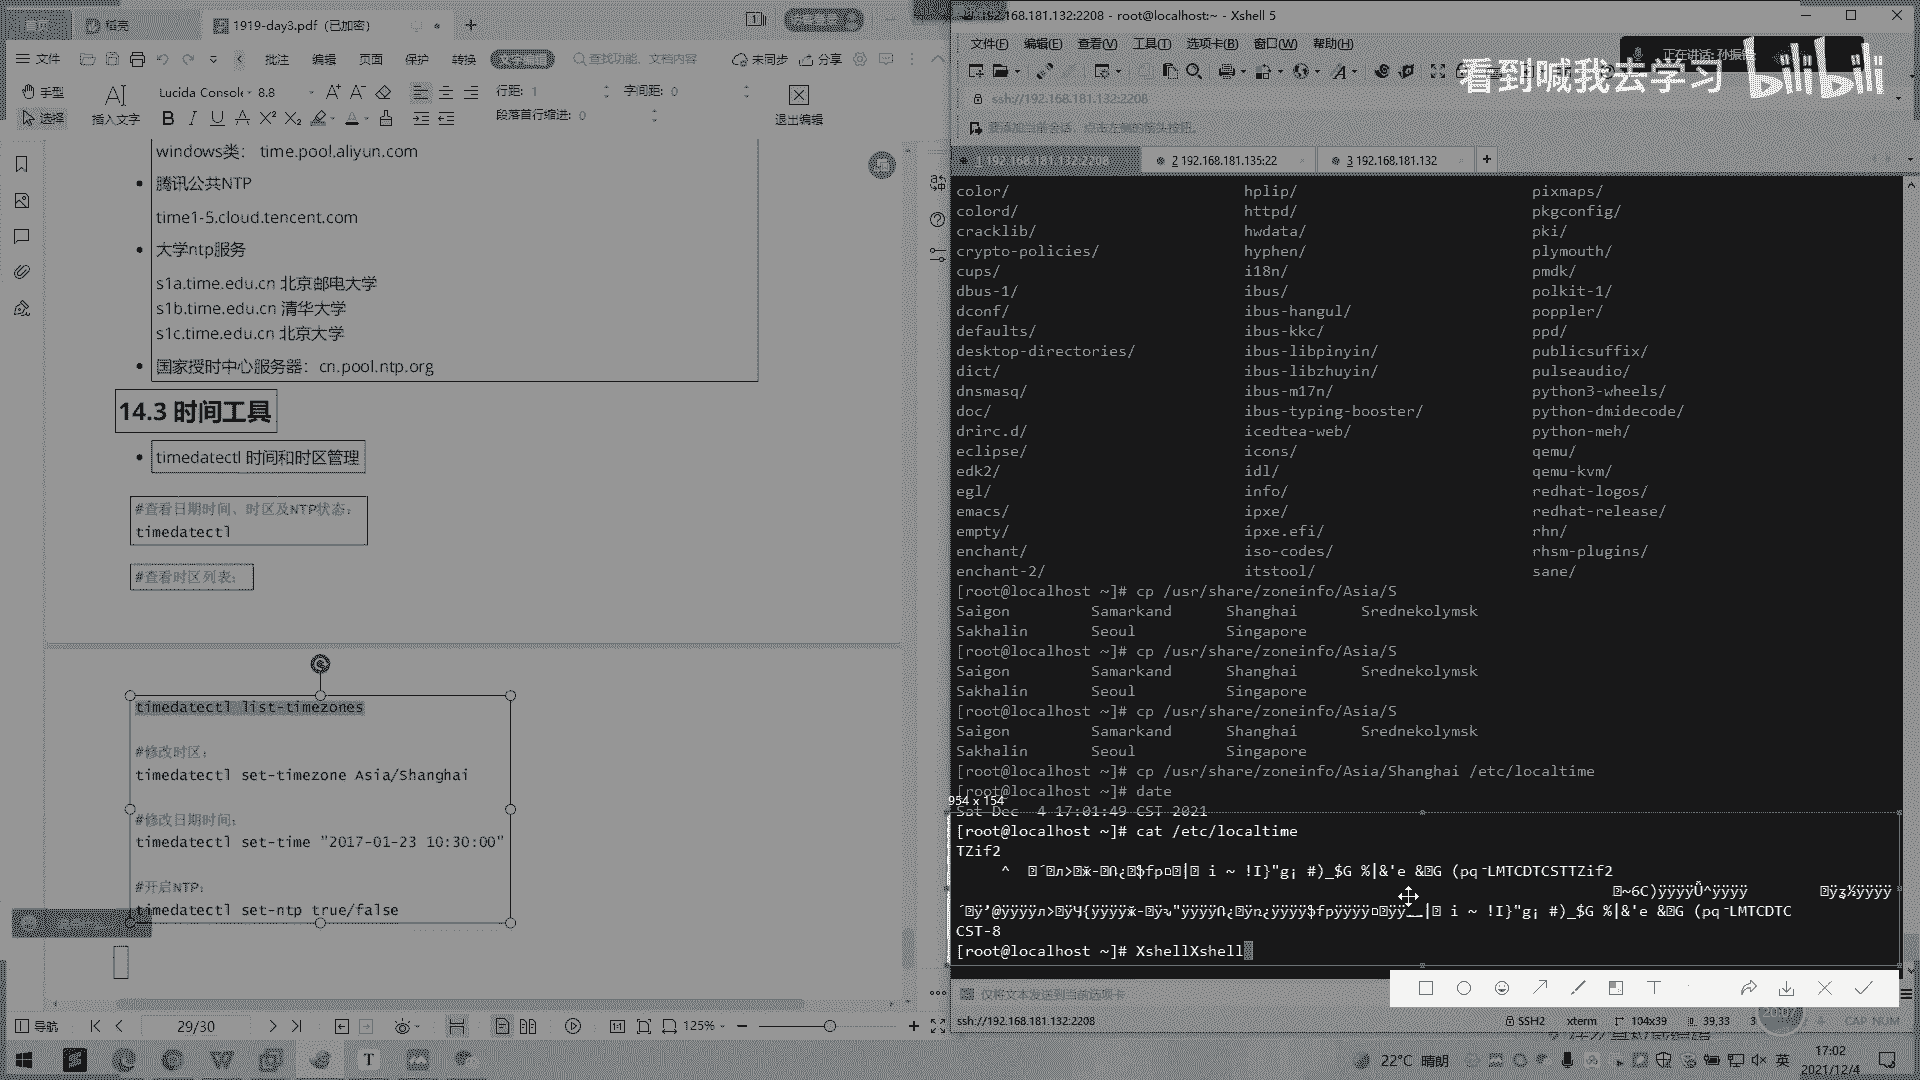 稻壳
1919-day3.pdf (已加密)
文件
批注
编辑
页面
保护
转换
查找功能、文档内容
未同步
分享
手型
选择
插入文字
Lucida Consol
8.8
行距: 1
字间距: 0
段落首行缩进: 0
退出编辑
windows类: time.pool.aliyun.com
腾讯公共NTP
time1-5.cloud.tencent.com
大学ntp服务
s1a.time.edu.cn 北京邮电大学
s1b.time.edu.cn 清华大学
s1c.time.edu.cn 北京大学
国家授时中心服务器: cn.pool.ntp.org
14.3 时间工具
timedatectl 时间和时区管理
#查看日期时间、时区及NTP状态:
timedatectl
#查看时区列表:
timedatectl list-timezones
#修改时区:
timedatectl set-timezone Asia/Shanghai
#修改日期时间:
timedatectl set-time "2017-01-23 10:30:00"
#开启NTP:
timedatectl set-ntp true/false
导航
29/30
125%
192.168.181.132:2208 - root@localhost:~ - Xshell 5
文件(F) 编辑(E) 查看(V) 工具(T) 选项卡(B) 窗口(W) 帮助(H)
看到喊我去学习 bilibili
ssh://192.168.181.132:2208
要添加当前会话，点击左侧的箭头按钮。
1 192.168.181.132:2208
2 192.168.181.135:22
3 192.168.181.132
color/ hplip/ pixmaps/
colord/ httpd/ pkgconfig/
cracklib/ hwdata/ pki/
crypto-policies/ hyphen/ plymouth/
cups/ i18n/ pmdk/
dbus-1/ ibus/ polkit-1/
dconf/ ibus-hangul/ poppler/
defaults/ ibus-kkc/ ppd/
desktop-directories/ ibus-libpinyin/ publicsuffix/
dict/ ibus-libzhuyin/ pulseaudio/
dnsmasq/ ibus-m17n/ python3-wheels/
doc/ ibus-typing-booster/ python-dmidecode/
drirc.d/ icedtea-web/ python-meh/
eclipse/ icons/ qemu/
edk2/ idl/ qemu-kvm/
egl/ info/ redhat-logos/
emacs/ ipxe/ redhat-release/
empty/ ipxe.efi/ rhn/
enchant/ iso-codes/ rhsm-plugins/
enchant-2/ itstool/ sane/
[root@localhost ~]# cp /usr/share/zoneinfo/Asia/S
Saigon Samarkand Shanghai Srednekolymsk
Sakhalin Seoul Singapore
[root@localhost ~]# cp /usr/share/zoneinfo/Asia/S
Saigon Samarkand Shanghai Srednekolymsk
Sakhalin Seoul Singapore
[root@localhost ~]# cp /usr/share/zoneinfo/Asia/S
Saigon Samarkand Shanghai Srednekolymsk
Sakhalin Seoul Singapore
[root@localhost ~]# cp /usr/share/zoneinfo/Asia/Shanghai /etc/localtime
[root@localhost ~]# date
954 x 154
Sat Dec 4 17:01:49 CST 2021
[root@localhost ~]# cat /etc/localtime
TZif2
i ~ !I}"g¡ #)_$G %|&'e &G (pq LMTCDTCSTTZif2
i ~ !I}"g¡ #)_$G %|&'e &G (pq LMTCDTC
CST-8
[root@localhost ~]# XshellXshell
仅将文本发送到当前选项卡
ssh://192.168.181.132:2208
SSH2
xterm
104x39
39,33
CAP NUM
22°C 晴朗
英
17:02
2021/12/4